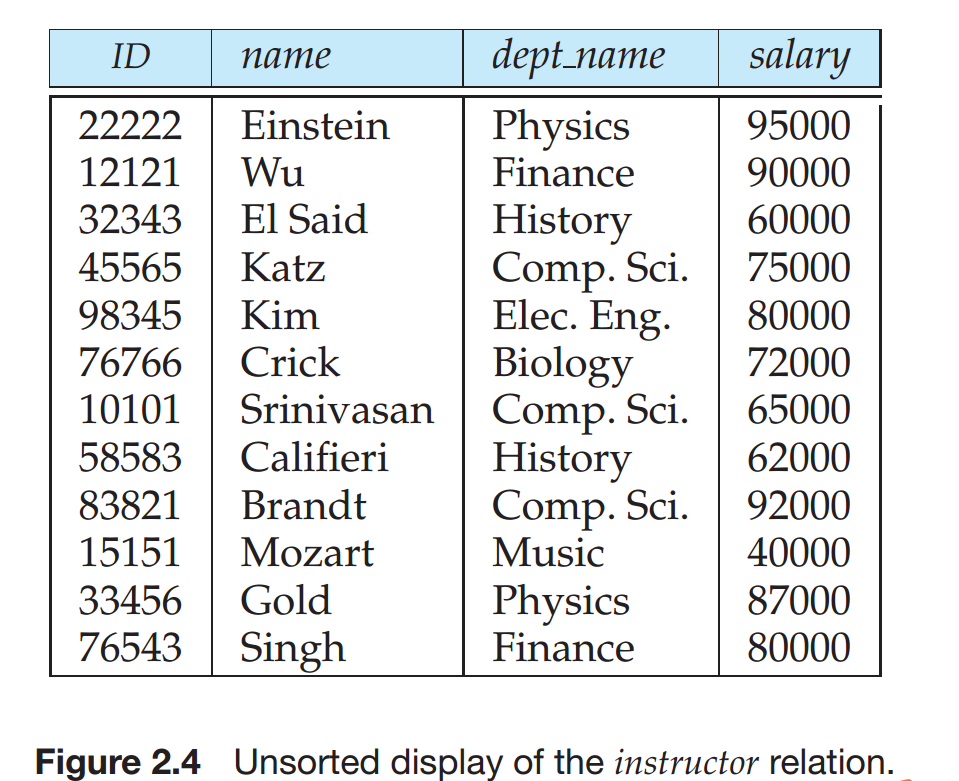 ID name dept_name salary
22222 Einstein Physics 95000
12121 Wu Finance 90000
32343 El Said History 60000
45565 Katz Comp. Sci. 75000
98345 Kim Elec. Eng. 80000
76766 Crick Biology 72000
10101 Srinivasan Comp. Sci. 65000
58583 Califieri History 62000
83821 Brandt Comp. Sci. 92000
15151 Mozart Music 40000
33456 Gold Physics 87000
76543 Singh Finance 80000
Figure 2.4 Unsorted display of the instructor relation.